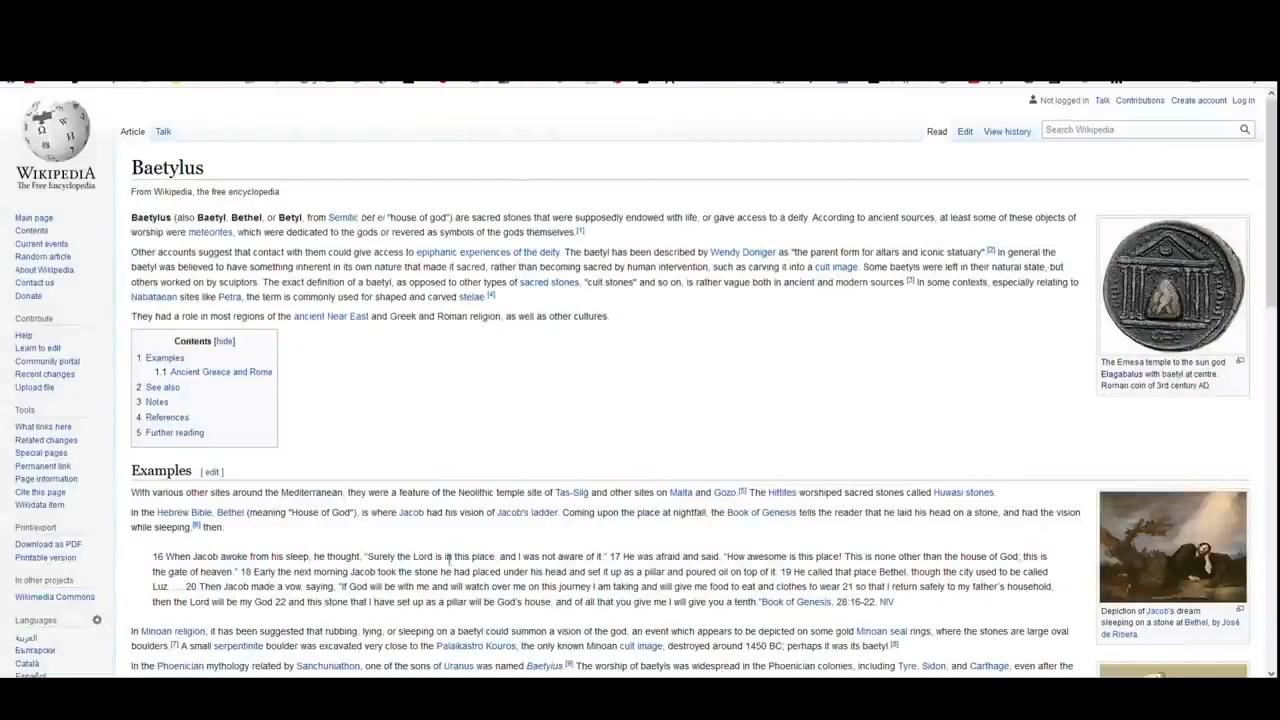 Not logged in Talk Contributions Create account Log in
Article Talk Read Edit View history Search Wikipedia
WIKIPEDIA
The Free Encyclopedia
Main page
Contents
Current events
Random article
About Wikipedia
Contact us
Donate
Contribute
Help
Learn to edit
Community portal
Recent changes
Upload file
Tools
What links here
Related changes
Special pages
Permanent link
Page information
Cite this page
Wikidata item
Print/export
Download as PDF
Printable version
In other projects
Wikimedia Commons
Languages
العربية
Български
Català
Español
Baetylus
From Wikipedia, the free encyclopedia
Baetylus (also Baetyl, Bethel, or Betyl, from Semitic bet el "house of god") are sacred stones that were supposedly endowed with life, or gave access to a deity. According to ancient sources, at least some of these objects of
worship were meteorites, which were dedicated to the gods or revered as symbols of the gods themselves.[1]
Other accounts suggest that contact with them could give access to epiphanic experiences of the deity. The baetyl has been described by Wendy Doniger as "the parent form for altars and iconic statuary" [2] In general the
baetyl was believed to have something inherent in its own nature that made it sacred, rather than becoming sacred by human intervention, such as carving it into a cult image. Some baetyls were left in their natural state, but
others worked on by sculptors. The exact definition of a baetyl, as opposed to other types of sacred stones, "cult stones" and so on, is rather vague both in ancient and modern sources [3] In some contexts, especially relating to
Nabataean sites like Petra, the term is commonly used for shaped and carved stelae [4]
They had a role in most regions of the ancient Near East and Greek and Roman religion, as well as other cultures.
Contents [hide]
1 Examples
1.1 Ancient Greece and Rome
2 See also
3 Notes
4 References
5 Further reading
The Emesa temple to the sun god
Elagabalus with baetyl at centre.
Roman coin of 3rd century AD.
Examples [ edit ]
With various other sites around the Mediterranean, they were a feature of the Neolithic temple site of Tas-Silġ and other sites on Malta and Gozo.[5] The Hittites worshiped sacred stones called Huwasi stones.
In the Hebrew Bible, Bethel (meaning "House of God"), is where Jacob had his vision of Jacob's ladder. Coming upon the place at nightfall, the Book of Genesis tells the reader that he laid his head on a stone, and had the vision
while sleeping,[6] then:
16 When Jacob awoke from his sleep, he thought, "Surely the Lord is in this place, and I was not aware of it." 17 He was afraid and said, "How awesome is this place! This is none other than the house of God; this is
the gate of heaven." 18 Early the next morning Jacob took the stone he had placed under his head and set it up as a pillar and poured oil on top of it. 19 He called that place Bethel, though the city used to be called
Luz. .... 20 Then Jacob made a vow, saying, "If God will be with me and will watch over me on this journey I am taking and will give me food to eat and clothes to wear 21 so that I return safely to my father's household,
then the Lord will be my God 22 and this stone that I have set up as a pillar will be God's house, and of all that you give me I will give you a tenth."Book of Genesis, 28:16-22, NIV
Depiction of Jacob's dream
sleeping on a stone at Bethel, by José
de Ribera.
In Minoan religion, it has been suggested that rubbing, lying, or sleeping on a baetyl could summon a vision of the god, an event which appears to be depicted on some gold Minoan seal rings, where the stones are large oval
boulders.[7] A small serpentinite boulder was excavated very close to the Palaikastro Kouros, the only known Minoan cult image, destroyed around 1450 BC; perhaps it was its baetyl [8]
In the Phoenician mythology related by Sanchuniathon, one of the sons of Uranus was named Baetylus.[9] The worship of baetyls was widespread in the Phoenician colonies, including Tyre, Sidon, and Carthage, even after the